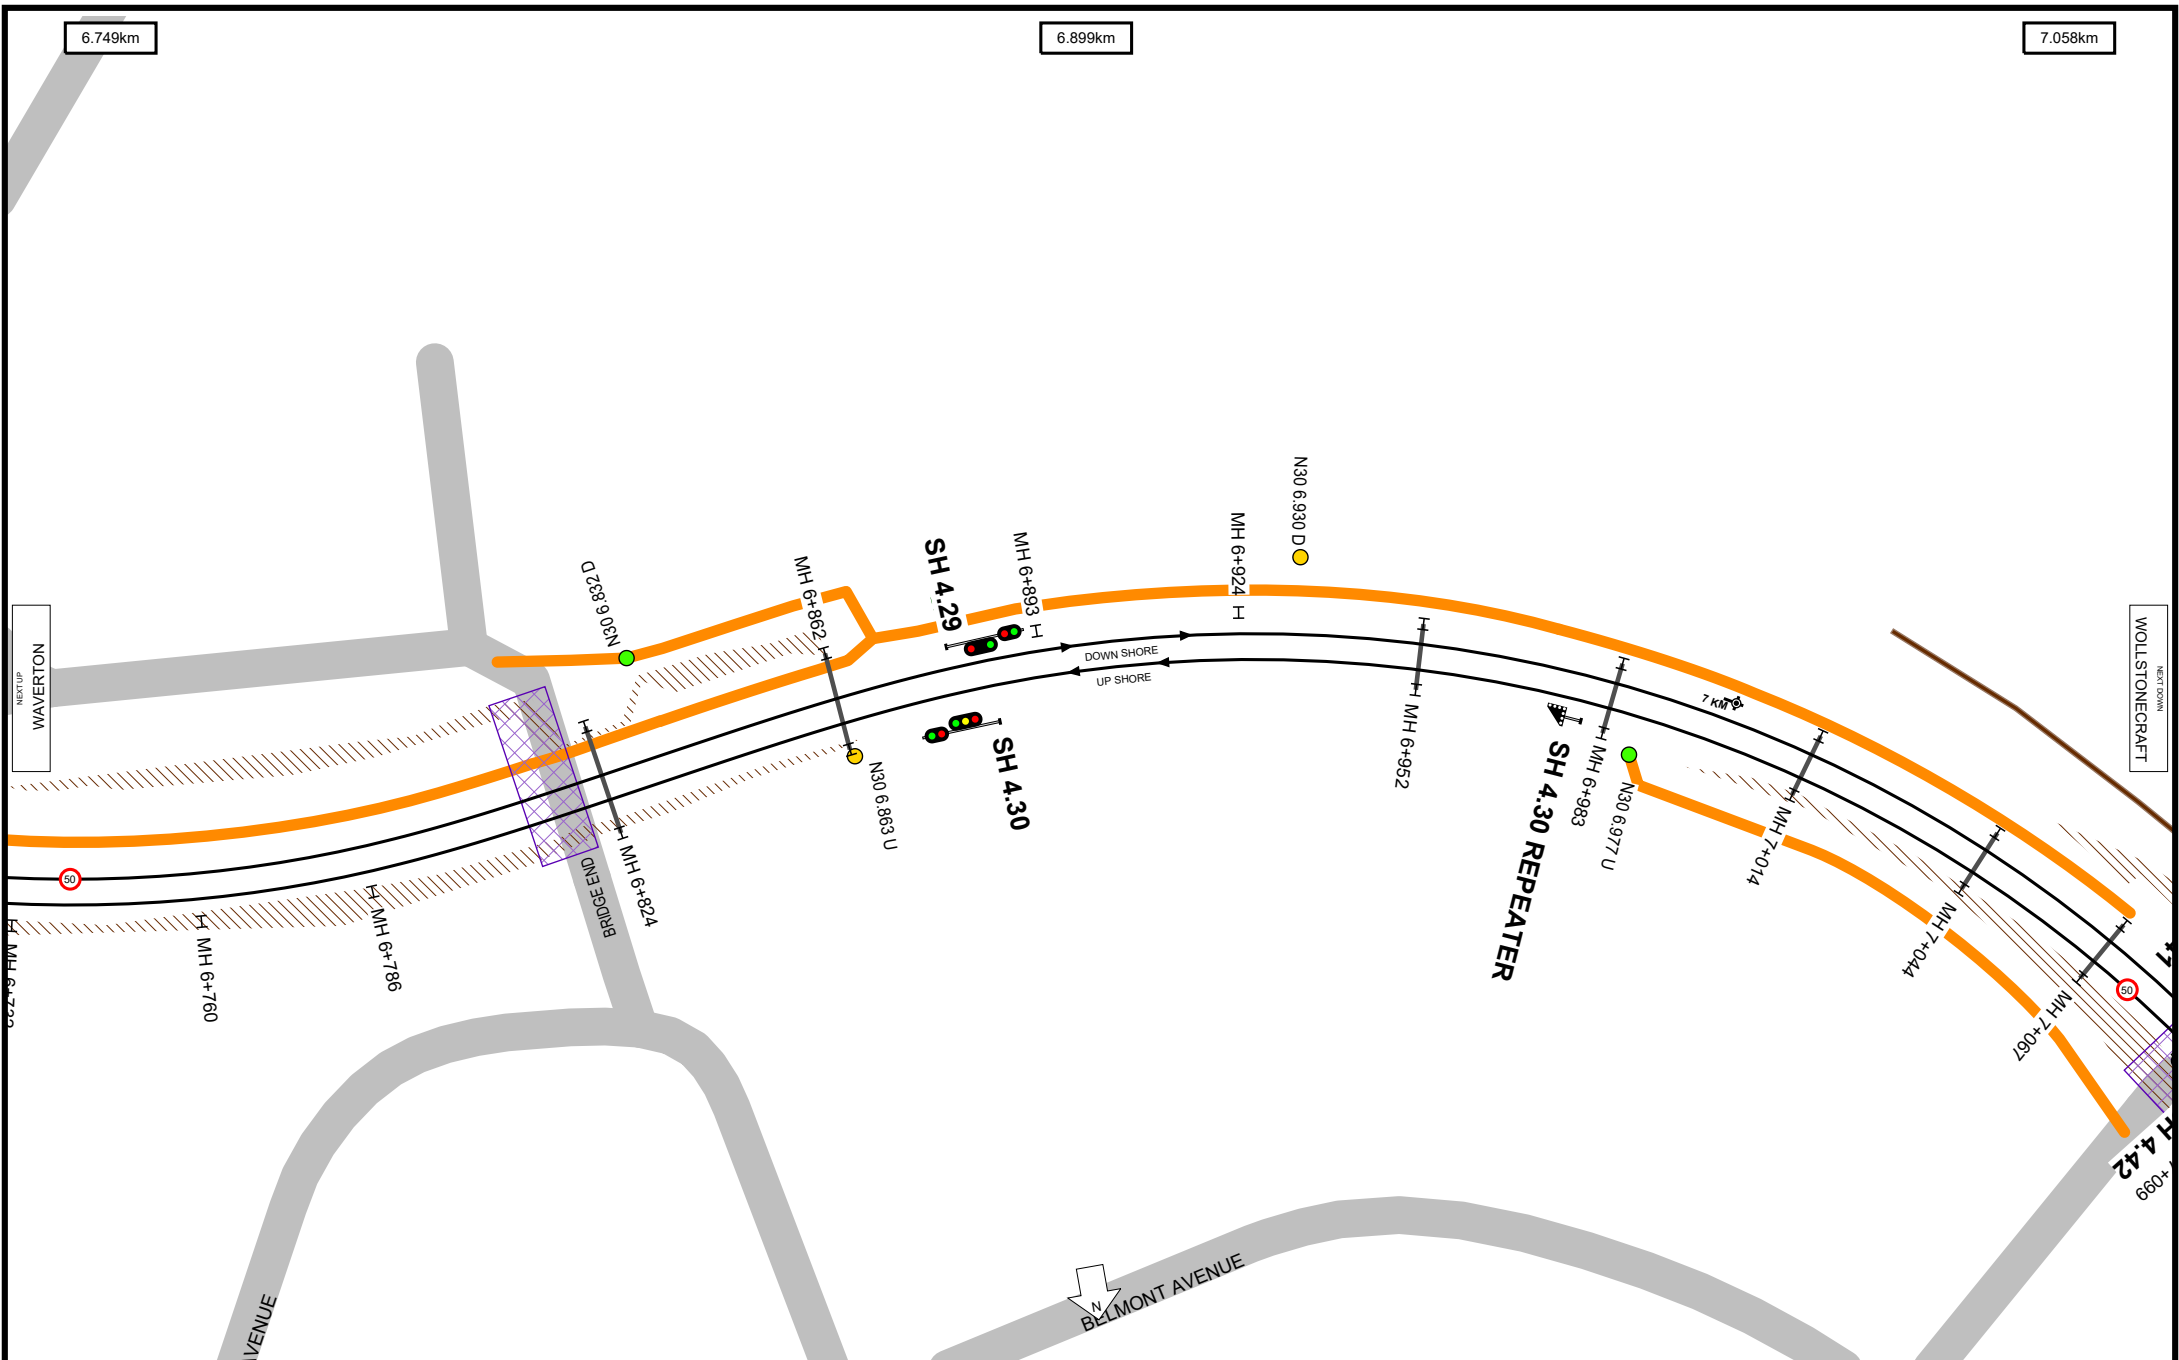 6.749km
6.899km
7.058km
N30 6.930 D
MH 6+924
MH 6+893
SH 4.29
MH 6+862
N30 6.832 D
NEXT UP
WAVERTON
NEXT DOWN
WOLLSTONECRAFT
DOWN SHORE
UP SHORE
7 KM
MH 6+952
SH 4.30
N30 6.863 U
SH 4.30 REPEATER
MH 6+983
N30 6.977 U
MH 7+014
MH 7+044
MH 7+067
50
50
BRIDGE END
MH 6+824
MH 6+786
MH 6+760
4.42
+099
N
BELMONT AVENUE
AVENUE